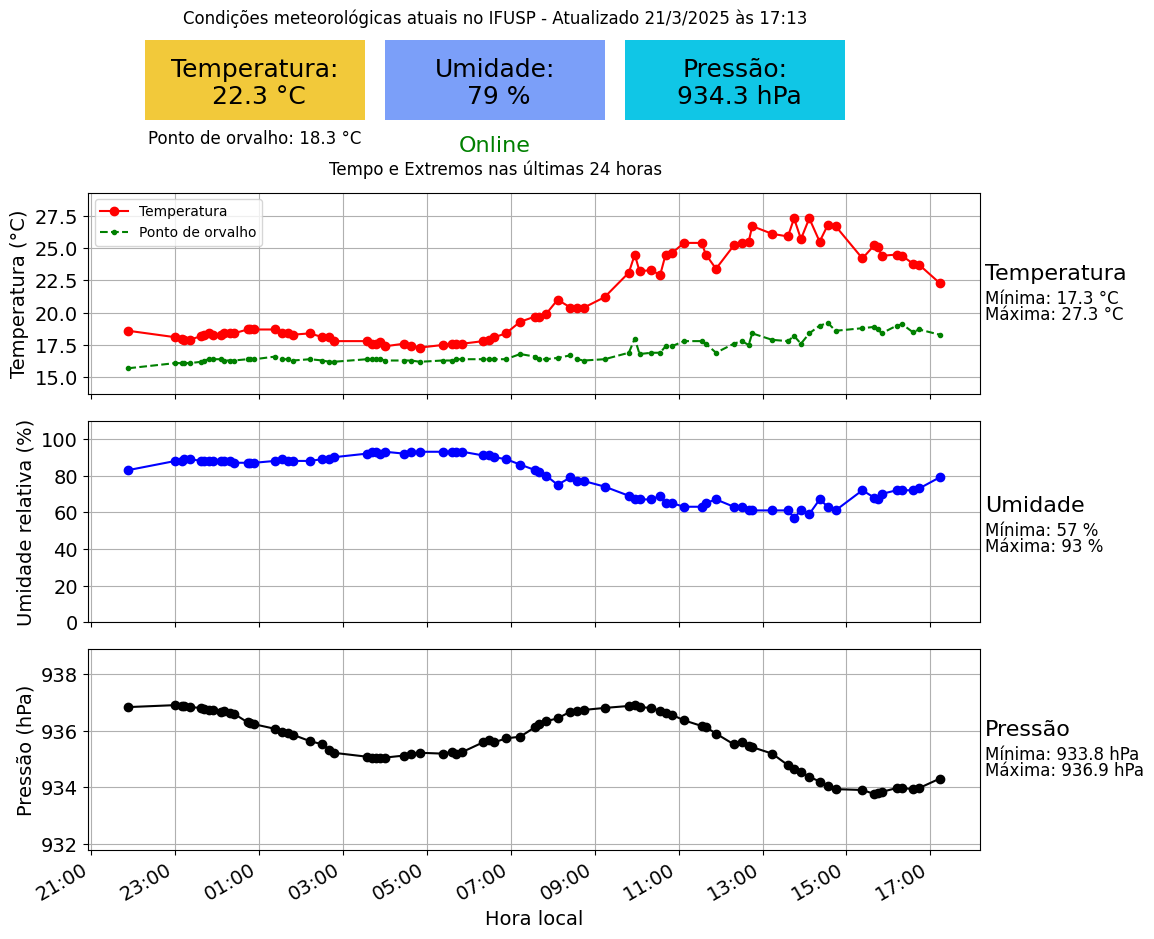 Condições meteorológicas atuais no IFUSP - Atualizado 21/3/2025 às 17:13
Temperatura:
22.3 °C
Umidade:
79 %
Pressão:
934.3 hPa
Ponto de orvalho: 18.3 °C
Online
Tempo e Extremos nas últimas 24 horas
Temperatura (°C)
27.5
25.0
22.5
20.0
17.5
15.0
Temperatura
Ponto de orvalho
Temperatura
Mínima: 17.3 °C
Máxima: 27.3 °C
Umidade relativa (%)
100
80
60
40
20
0
Umidade
Mínima: 57 %
Máxima: 93 %
Pressão (hPa)
938
936
934
932
Pressão
Mínima: 933.8 hPa
Máxima: 936.9 hPa
21:00 23:00 01:00 03:00 05:00 07:00 09:00 11:00 13:00 15:00 17:00
Hora local